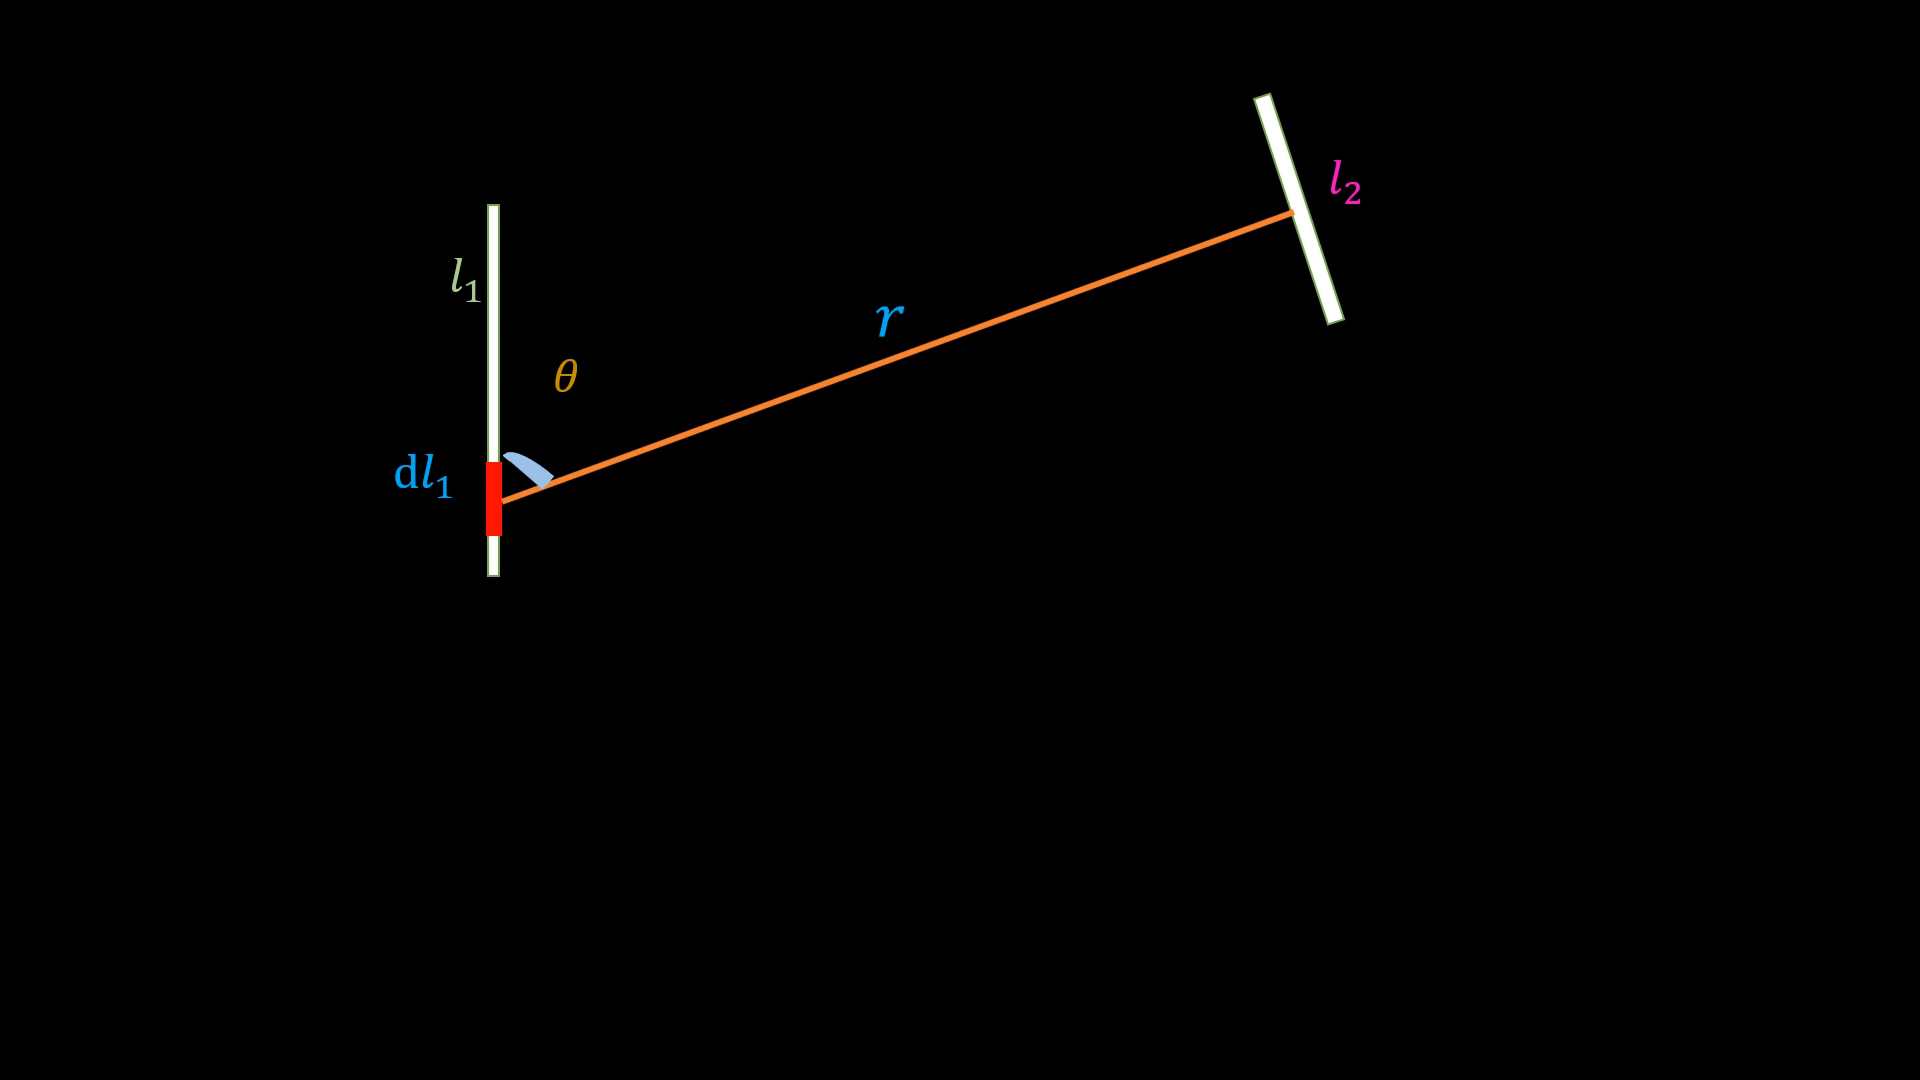 l₂
l₁
r
θ
dl₁